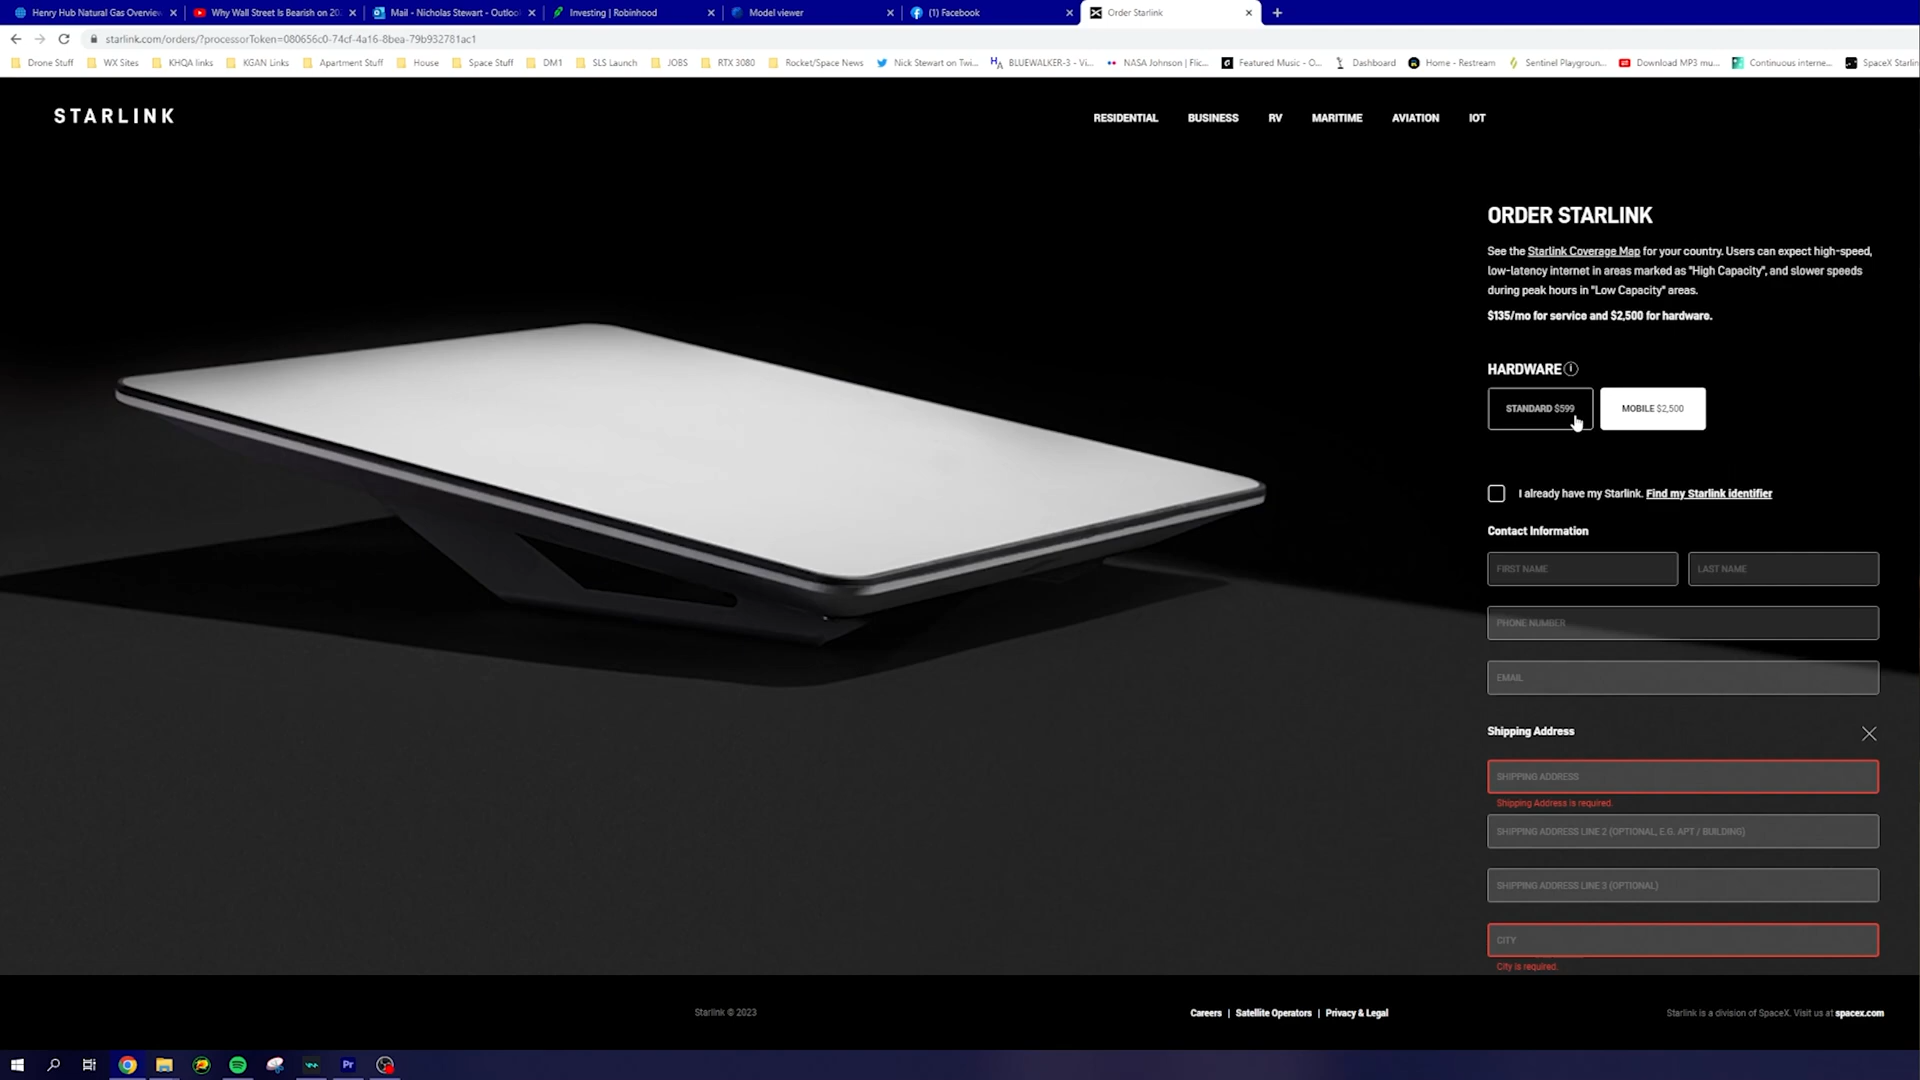 Henry Hub Natural Gas Overview
Why Wall Street Is Bearish on 20
Mail - Nicholas Stewart - Outloo
Investing | Robinhood
Model viewer
(1) Facebook
Order Starlink
starlink.com/orders/?processorToken=080656c0-74cf-4a16-8bea-79b932781ac1
Drone Stuff
WX Sites
KHQA links
KGAN Links
Apartment Stuff
House
Space Stuff
DM1
SLS Launch
JOBS
RTX 3080
Rocket/Space News
Nick Stewart on Twi...
BLUEWALKER-3 - Vi...
NASA Johnson | Flic...
Featured Music - O...
Dashboard
Home - Restream
Sentinel Playgroun...
Download MP3 mu...
Continuous interne...
SpaceX Starlin
STARLINK
RESIDENTIAL
BUSINESS
RV
MARITIME
AVIATION
IOT
ORDER STARLINK
See the Starlink Coverage Map for your country. Users can expect high-speed,
low-latency internet in areas marked as "High Capacity", and slower speeds
during peak hours in "Low Capacity" areas.
$135/mo for service and $2,500 for hardware.
HARDWARE
STANDARD $599
MOBILE $2,500
I already have my Starlink. Find my Starlink identifier
Contact Information
FIRST NAME
LAST NAME
PHONE NUMBER
EMAIL
Shipping Address
SHIPPING ADDRESS
Shipping Address is required.
SHIPPING ADDRESS LINE 2 (OPTIONAL, E.G. APT / BUILDING)
SHIPPING ADDRESS LINE 3 (OPTIONAL)
CITY
City is required.
Starlink © 2023
Careers | Satellite Operators | Privacy & Legal
Starlink is a division of SpaceX. Visit us at spacex.com
Pr